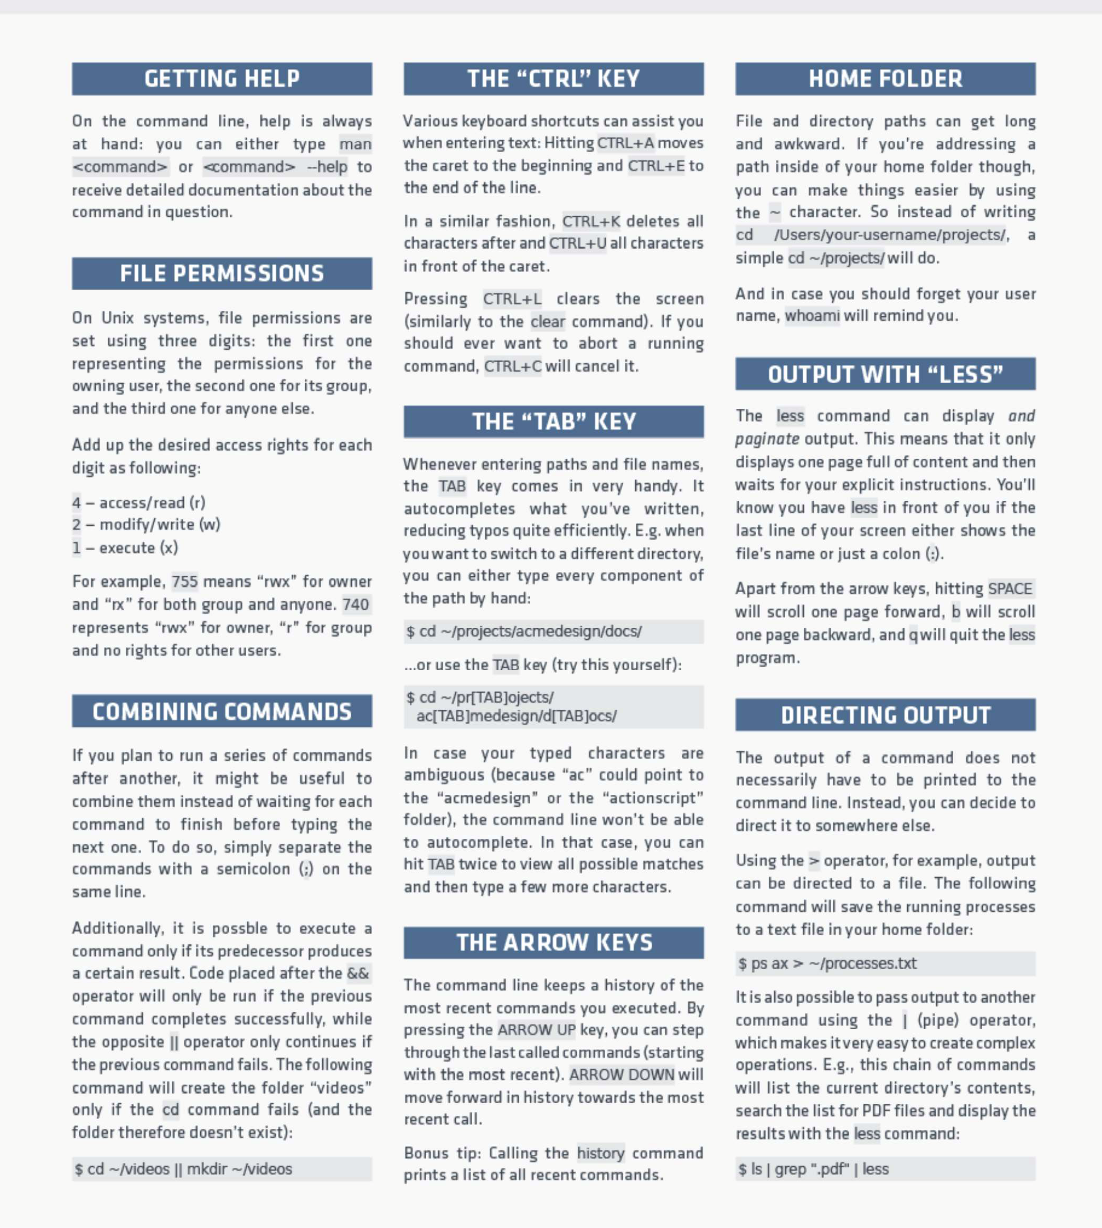 GETTING HELP
On the command line, help is always
at hand: you can either type man
<command> or <command> --help to
receive detailed documentation about the
command in question.
FILE PERMISSIONS
On Unix systems, file permissions are
set using three digits: the first one
representing the permissions for the
owning user, the second one for its group,
and the third one for anyone else.
Add up the desired access rights for each
digit as following:
4 – access/read (r)
2 – modify/write (w)
1 – execute (x)
For example, 755 means “rwx” for owner
and “rx” for both group and anyone. 740
represents “rwx” for owner, “r” for group
and no rights for other users.
COMBINING COMMANDS
If you plan to run a series of commands
after another, it might be useful to
combine them instead of waiting for each
command to finish before typing the
next one. To do so, simply separate the
commands with a semicolon (;) on the
same line.
Additionally, it is possble to execute a
command only if its predecessor produces
a certain result. Code placed after the &&
operator will only be run if the previous
command completes successfully, while
the opposite || operator only continues if
the previous command fails. The following
command will create the folder “videos”
only if the cd command fails (and the
folder therefore doesn’t exist):
$ cd ~/videos || mkdir ~/videos
THE “CTRL” KEY
Various keyboard shortcuts can assist you
when entering text: Hitting CTRL+A moves
the caret to the beginning and CTRL+E to
the end of the line.
In a similar fashion, CTRL+K deletes all
characters after and CTRL+U all characters
in front of the caret.
Pressing CTRL+L clears the screen
(similarly to the clear command). If you
should ever want to abort a running
command, CTRL+C will cancel it.
THE “TAB” KEY
Whenever entering paths and file names,
the TAB key comes in very handy. It
autocompletes what you’ve written,
reducing typos quite efficiently. E.g. when
you want to switch to a different directory,
you can either type every component of
the path by hand:
$ cd ~/projects/acmedesign/docs/
...or use the TAB key (try this yourself):
$ cd ~/pr[TAB]ojects/
ac[TAB]medesign/d[TAB]ocs/
In case your typed characters are
ambiguous (because “ac” could point to
the “acmedesign” or the “actionscript”
folder), the command line won’t be able
to autocomplete. In that case, you can
hit TAB twice to view all possible matches
and then type a few more characters.
THE ARROW KEYS
The command line keeps a history of the
most recent commands you executed. By
pressing the ARROW UP key, you can step
through the last called commands (starting
with the most recent). ARROW DOWN will
move forward in history towards the most
recent call.
Bonus tip: Calling the history command
prints a list of all recent commands.
HOME FOLDER
File and directory paths can get long
and awkward. If you’re addressing a
path inside of your home folder though,
you can make things easier by using
the ~ character. So instead of writing
cd /Users/your-username/projects/, a
simple cd ~/projects/ will do.
And in case you should forget your user
name, whoami will remind you.
OUTPUT WITH “LESS”
The less command can display and
paginate output. This means that it only
displays one page full of content and then
waits for your explicit instructions. You’ll
know you have less in front of you if the
last line of your screen either shows the
file’s name or just a colon (:).
Apart from the arrow keys, hitting SPACE
will scroll one page forward, b will scroll
one page backward, and q will quit the less
program.
DIRECTING OUTPUT
The output of a command does not
necessarily have to be printed to the
command line. Instead, you can decide to
direct it to somewhere else.
Using the > operator, for example, output
can be directed to a file. The following
command will save the running processes
to a text file in your home folder:
$ ps ax > ~/processes.txt
It is also possible to pass output to another
command using the | (pipe) operator,
which makes it very easy to create complex
operations. E.g., this chain of commands
will list the current directory’s contents,
search the list for PDF files and display the
results with the less command:
$ ls | grep ".pdf" | less